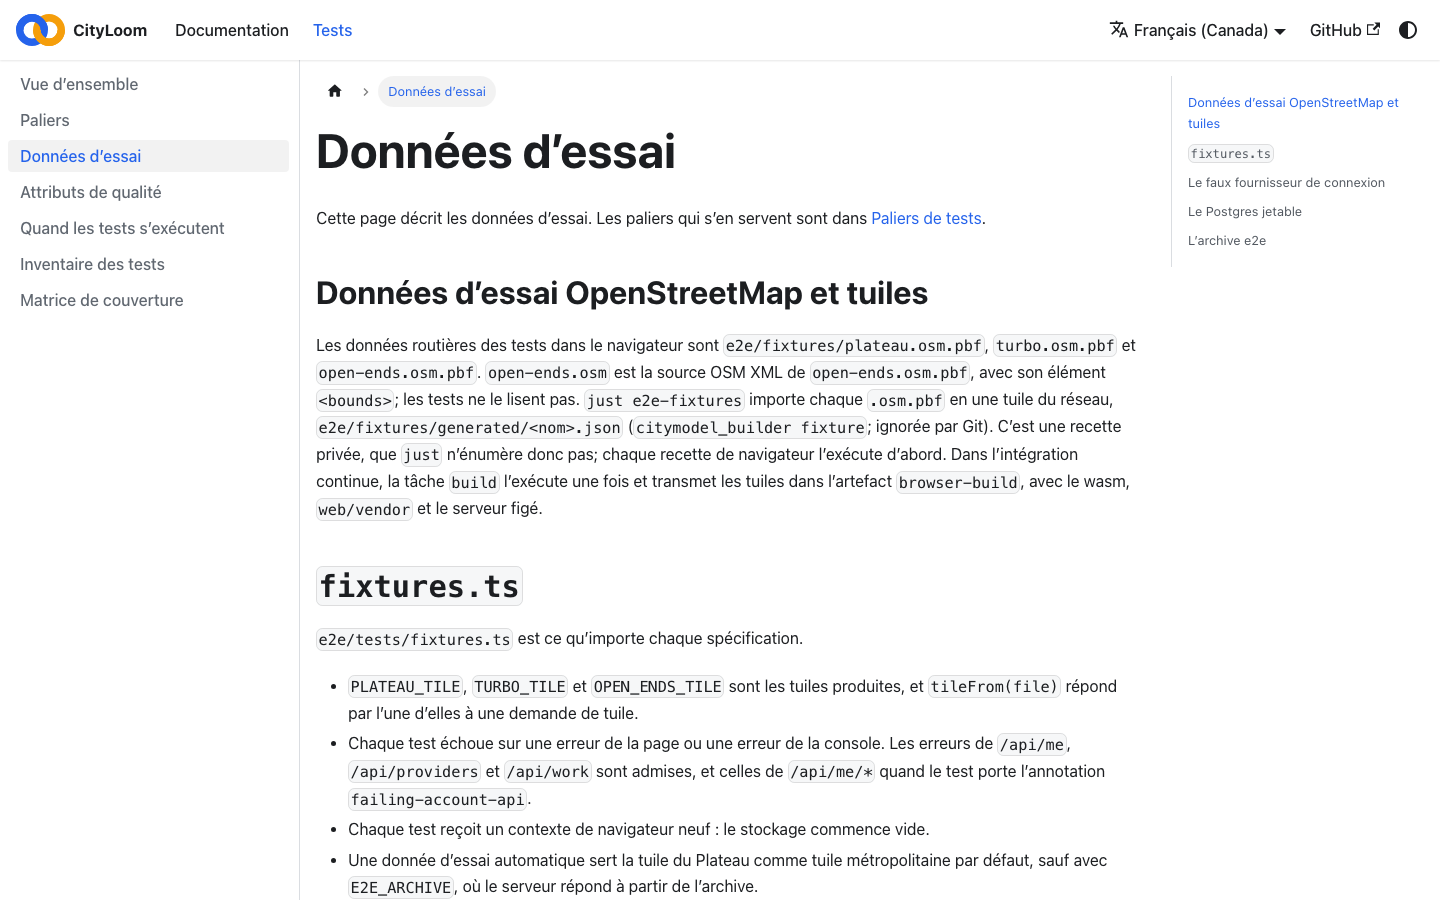 CityLoom Documentation Tests Français (Canada) GitHub
Vue d’ensemble
Paliers
Données d’essai
Attributs de qualité
Quand les tests s’exécutent
Inventaire des tests
Matrice de couverture
Données d’essai
Données d’essai
Cette page décrit les données d’essai. Les paliers qui s’en servent sont dans Paliers de tests.
Données d’essai OpenStreetMap et tuiles
Les données routières des tests dans le navigateur sont e2e/fixtures/plateau.osm.pbf, turbo.osm.pbf et
open-ends.osm.pbf. open-ends.osm est la source OSM XML de open-ends.osm.pbf, avec son élément
<bounds>; les tests ne le lisent pas. just e2e-fixtures importe chaque .osm.pbf en une tuile du réseau,
e2e/fixtures/generated/<nom>.json (citymodel_builder fixture; ignorée par Git). C’est une recette
privée, que just n’énumère donc pas; chaque recette de navigateur l’exécute d’abord. Dans l’intégration
continue, la tâche build l’exécute une fois et transmet les tuiles dans l’artefact browser-build, avec le wasm,
web/vendor et le serveur figé.
fixtures.ts
e2e/tests/fixtures.ts est ce qu’importe chaque spécification.
PLATEAU_TILE, TURBO_TILE et OPEN_ENDS_TILE sont les tuiles produites, et tileFrom(file) répond
par l’une d’elles à une demande de tuile.
Chaque test échoue sur une erreur de la page ou une erreur de la console. Les erreurs de /api/me,
/api/providers et /api/work sont admises, et celles de /api/me/* quand le test porte l’annotation
failing-account-api.
Chaque test reçoit un contexte de navigateur neuf : le stockage commence vide.
Une donnée d’essai automatique sert la tuile du Plateau comme tuile métropolitaine par défaut, sauf avec
E2E_ARCHIVE, où le serveur répond à partir de l’archive.
Données d’essai OpenStreetMap et
tuiles
fixtures.ts
Le faux fournisseur de connexion
Le Postgres jetable
L’archive e2e